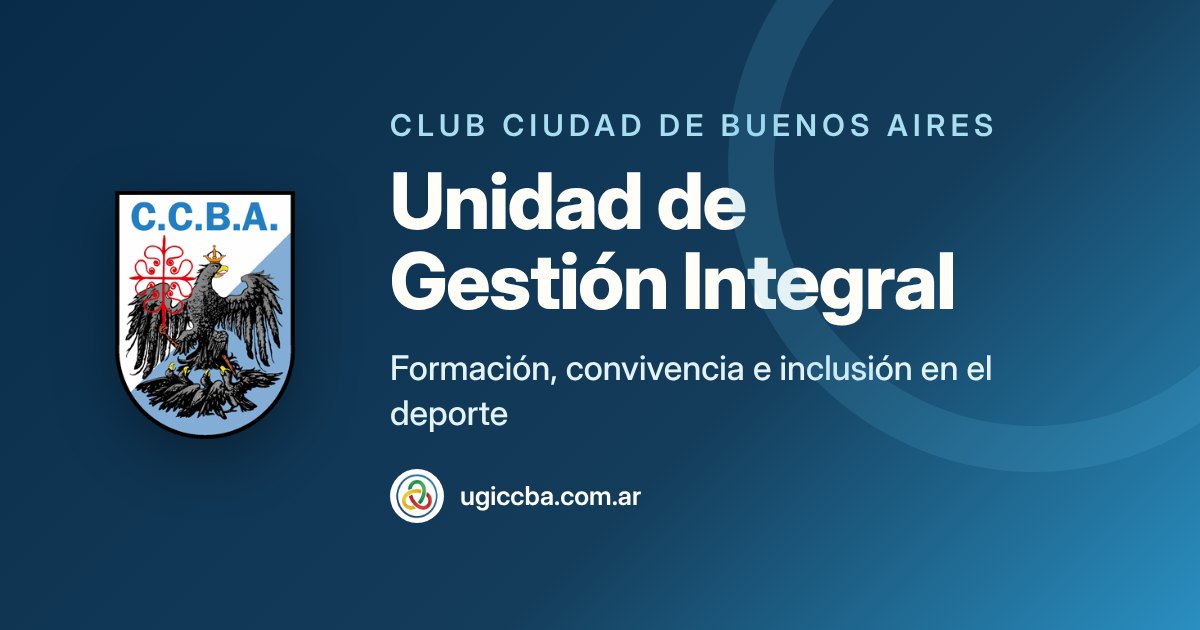 CLUB CIUDAD DE BUENOS AIRES
C.C.B.A.
Unidad de
Gestión Integral
Formación, convivencia e inclusión en el
deporte
ugiccba.com.ar